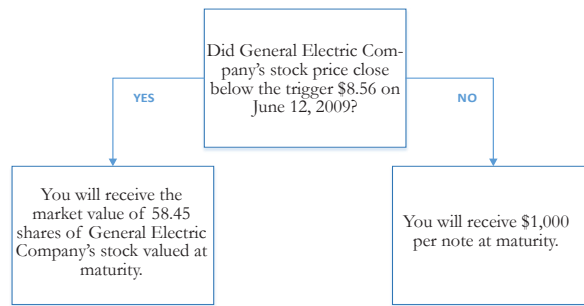 Did General Electric Com-
pany's stock price close
below the trigger $8.56 on
June 12, 2009?
YES
NO
You will receive the
market value of 58.45
shares of General Electric
Company's stock valued at
maturity.
You will receive $1,000
per note at maturity.